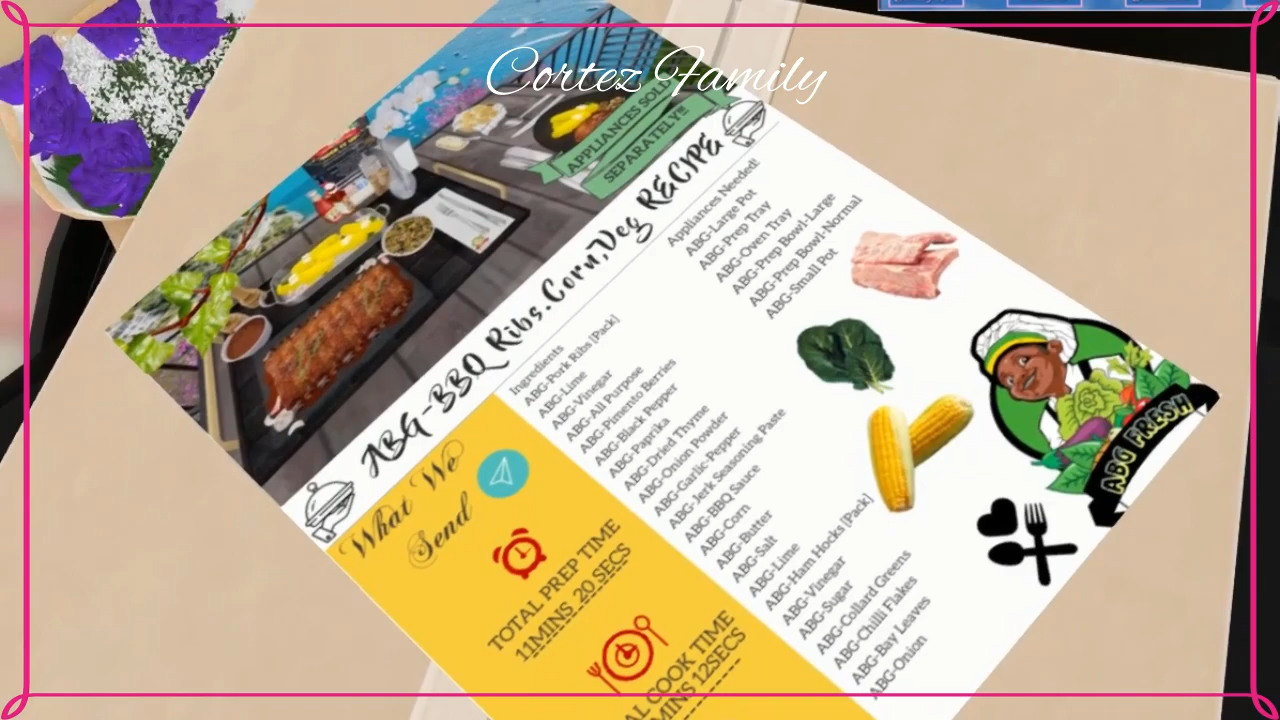 Cortez Family
APPLIANCES SOLD
SEPARATELY!!
ABG-BBQ Ribs.Corn,Veg RECIPE
Appliances Needed!
ABG-Large Pot
ABG-Prep Tray
ABG-Oven Tray
ABG-Prep Bowl-Large
ABG-Prep Bowl-Normal
ABG-Small Pot
Ingredients
ABG-Pork Ribs [Pack]
ABG-Lime
ABG-Vinegar
ABG-All Purpose
ABG-Pimento Berries
ABG-Black Pepper
ABG-Paprika
ABG-Dried Thyme
ABG-Onion Powder
ABG-Garlic-Pepper
ABG-Jerk Seasoning Paste
ABG-BBQ Sauce
ABG-Corn
ABG-Butter
ABG-Salt
ABG-Lime
ABG-Ham Hocks [Pack]
ABG-Vinegar
ABG-Sugar
ABG-Collard Greens
ABG-Chilli Flakes
ABG-Bay Leaves
ABG-Onion
ABG FRESH
What We
Send
TOTAL PREP TIME
11MINS 20 SECS
AL COOK TIME
MINS 12SECS